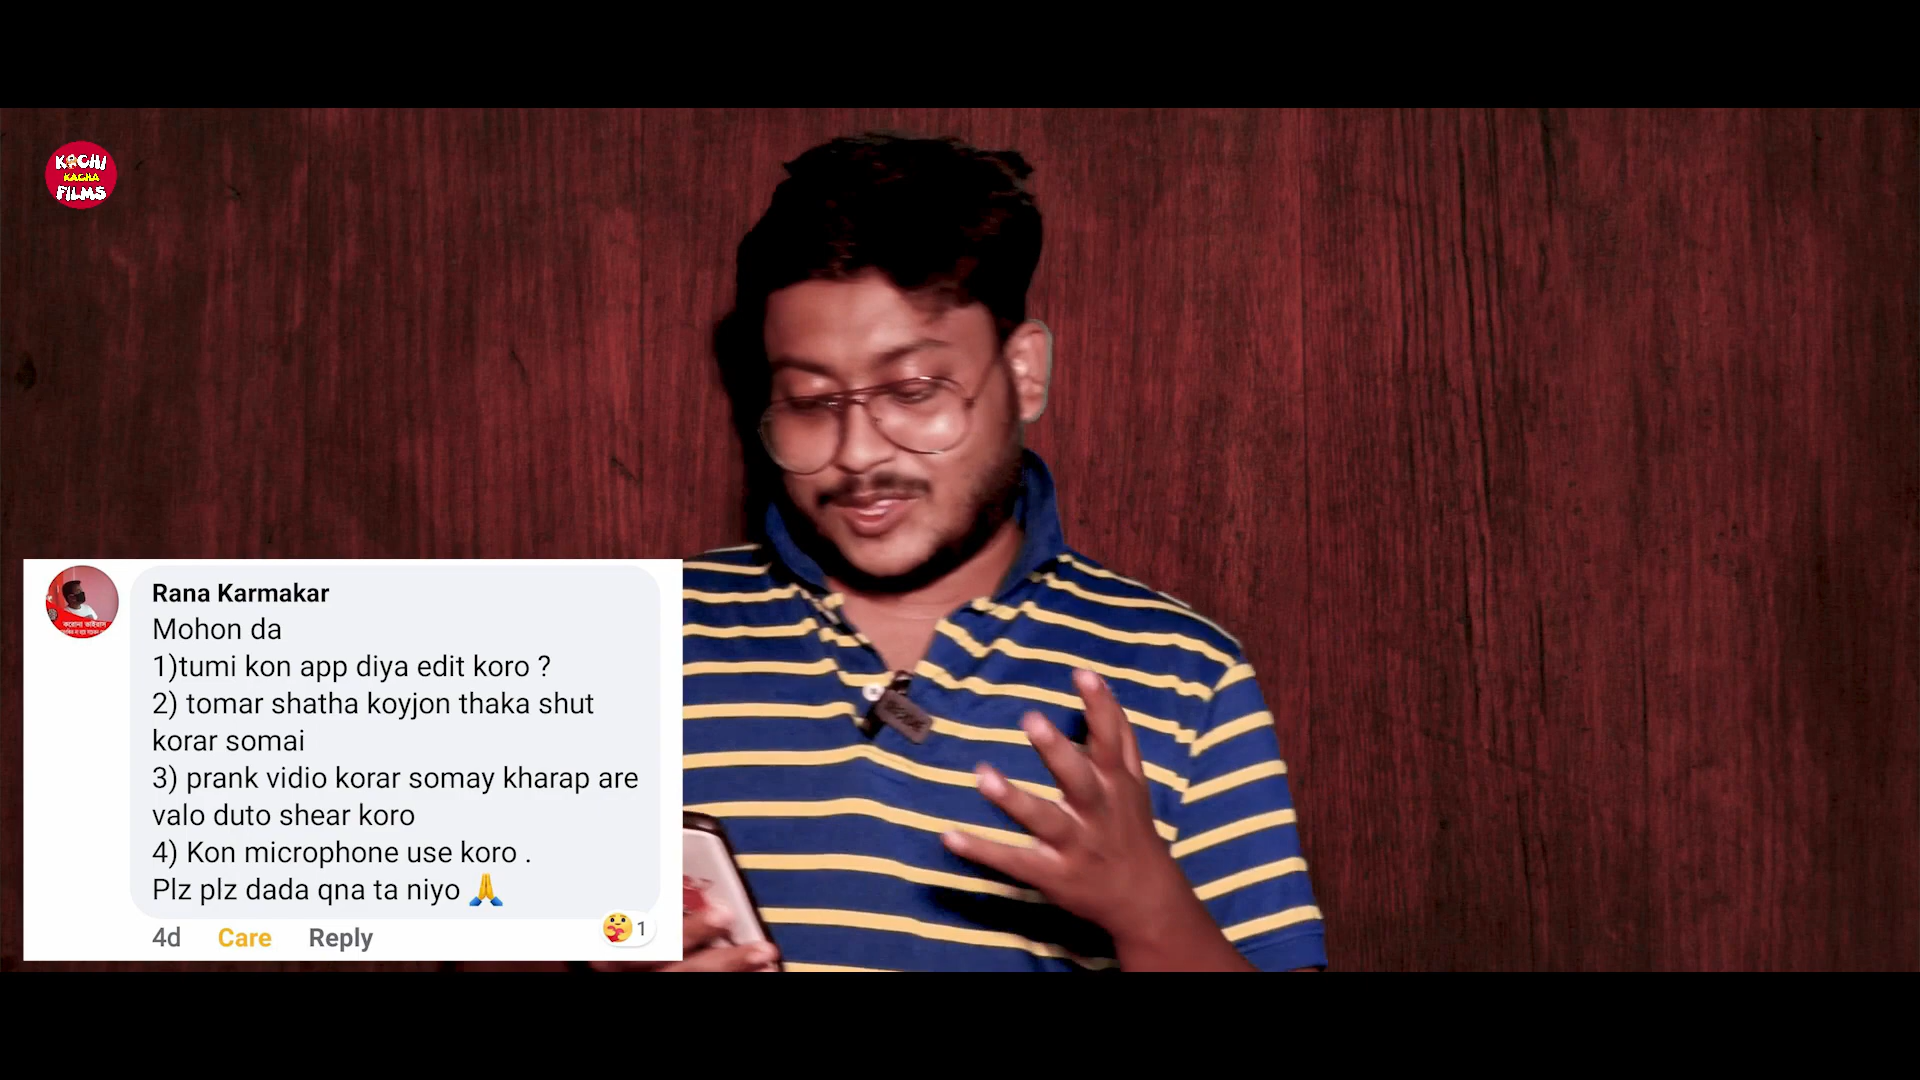 KOCHI
KACHA
FILMS
Rana Karmakar
Mohon da
1)tumi kon app diya edit koro ?
2) tomar shatha koyjon thaka shut
korar somai
3) prank vidio korar somay kharap are
valo duto shear koro
4) Kon microphone use koro .
Plz plz dada qna ta niyo 🙏
4d Care Reply 1